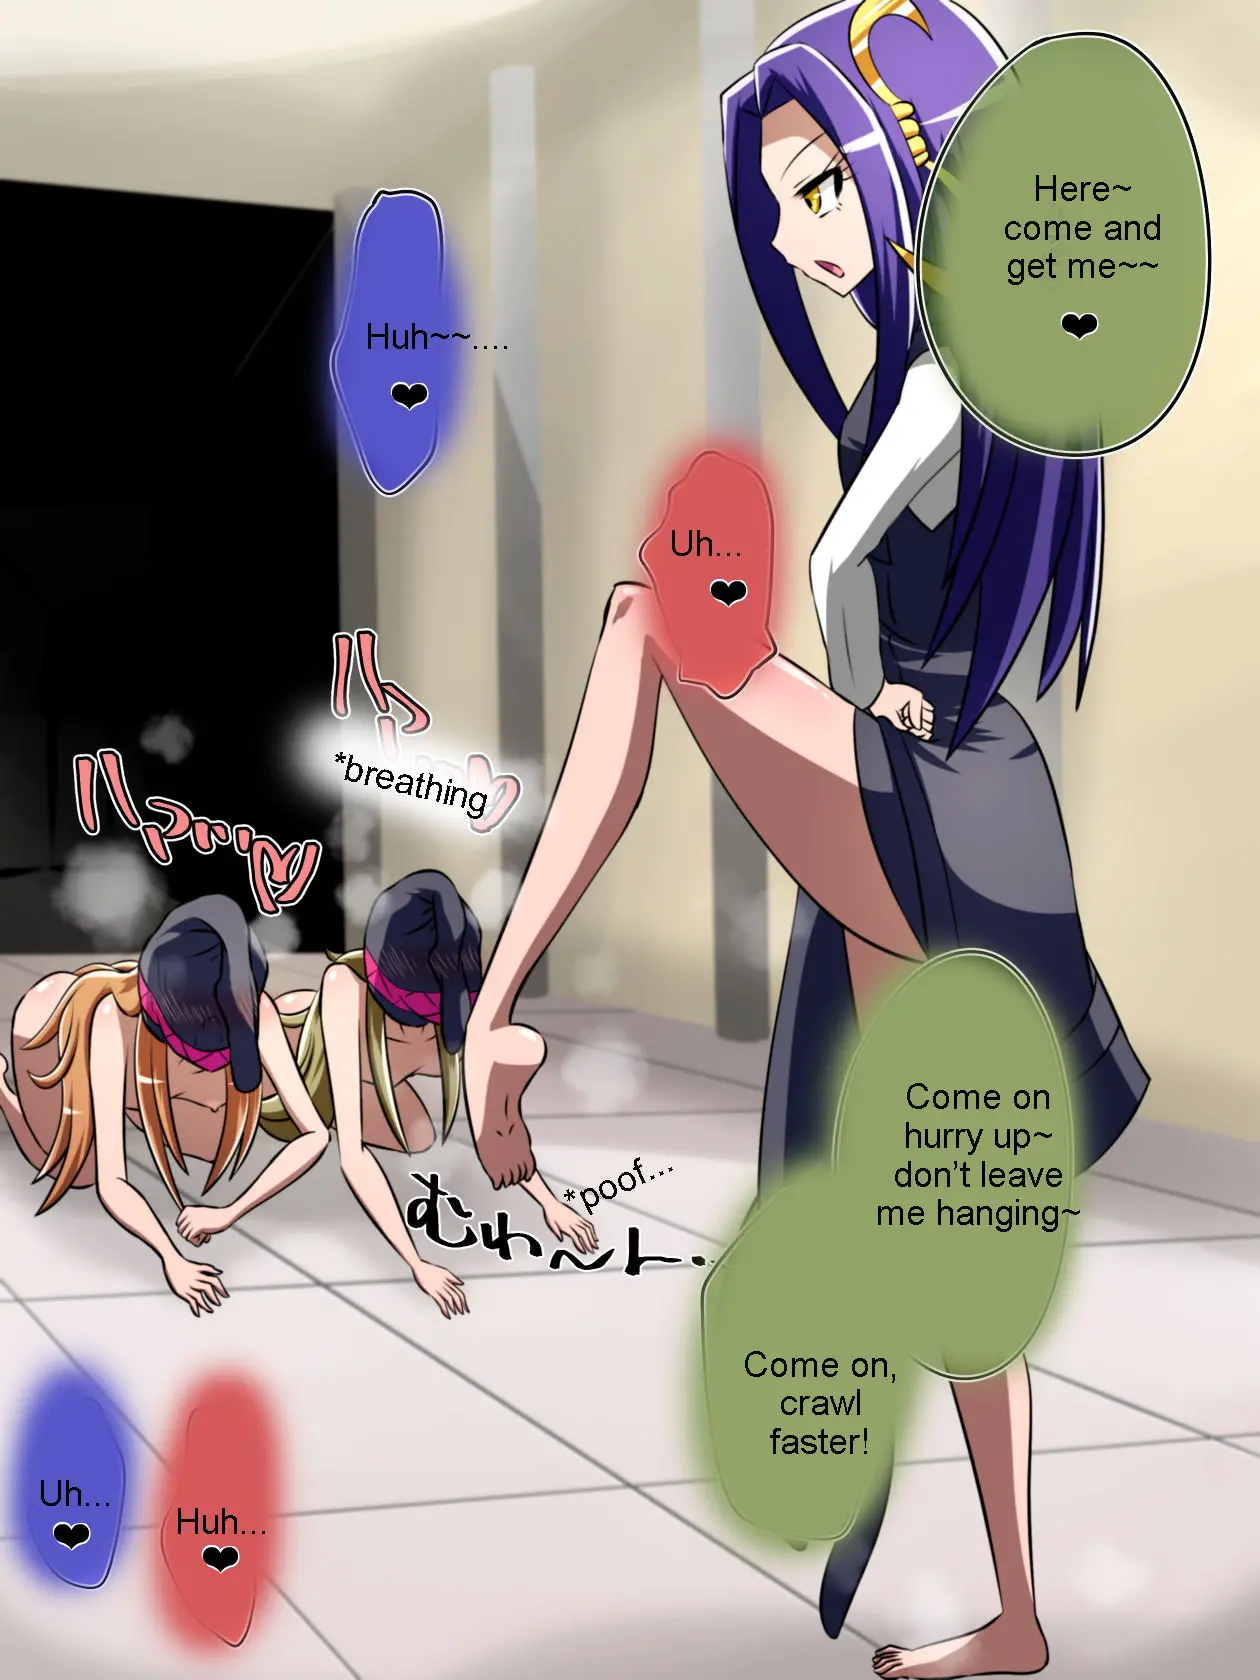 Here~
come and
get me~~
❤
Huh~~....
❤
Uh...
❤
ハァ
*breathing
ハァハァ
*poof...
むわ～ト..
Come on
hurry up~
don't leave
me hanging~
Come on,
crawl
faster!
Uh...
❤
Huh...
❤